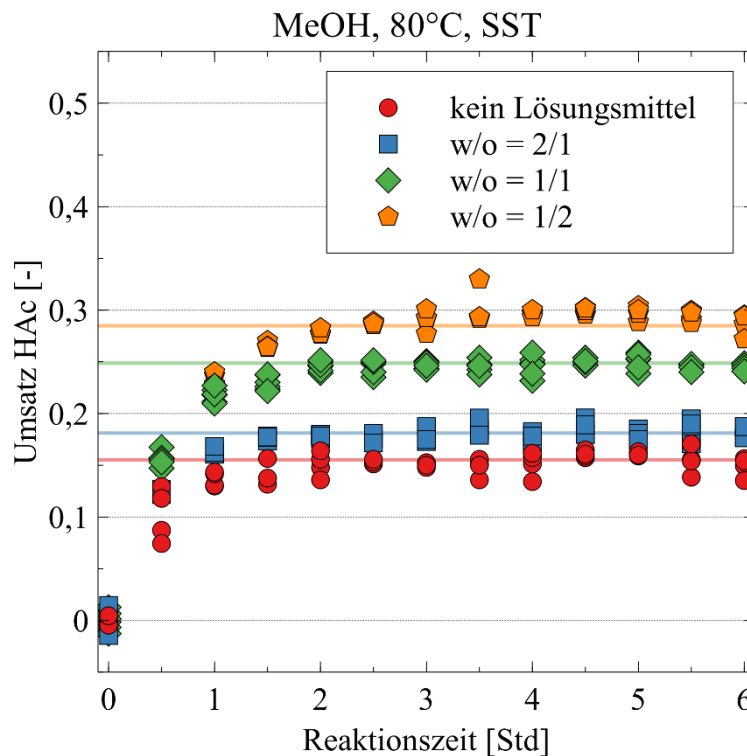 MeOH, 80°C, SST
kein Lösungsmittel
w/o = 2/1
w/o = 1/1
w/o = 1/2
Umsatz HAc [-]
0,5
0,4
0,3
0,2
0,1
0
0 1 2 3 4 5 6
Reaktionszeit [Std]